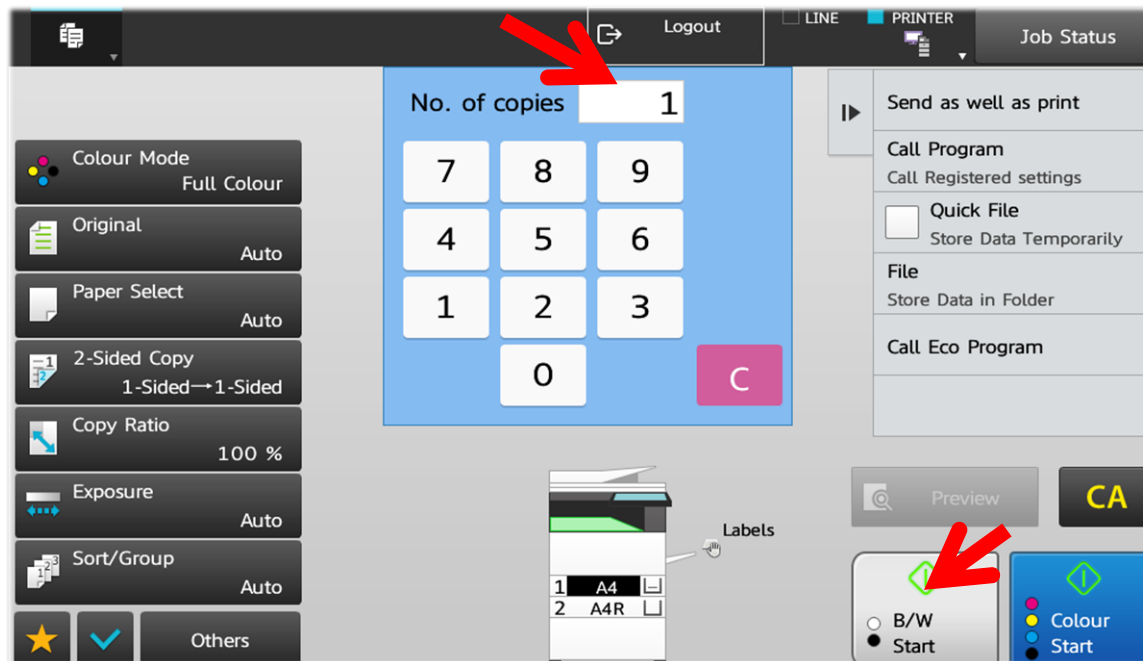 Logout
LINE
PRINTER
Job Status
No. of copies 1
7 8 9
4 5 6
1 2 3
0 C
Colour Mode
Full Colour
Original
Auto
Paper Select
Auto
2-Sided Copy
1-Sided→1-Sided
Copy Ratio
100 %
Exposure
Auto
Sort/Group
Auto
Others
Send as well as print
Call Program
Call Registered settings
Quick File
Store Data Temporarily
File
Store Data in Folder
Call Eco Program
Labels
1 A4
2 A4R
Preview
CA
B/W
Start
Colour
Start